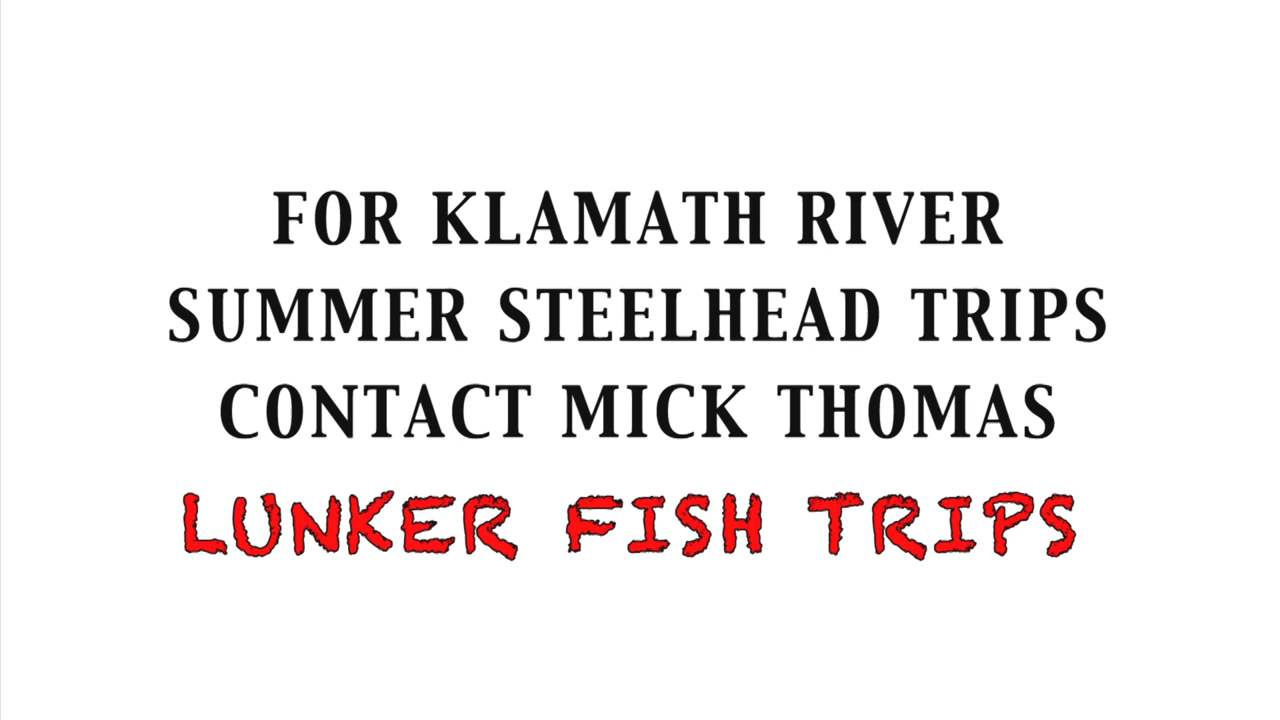 FOR KLAMATH RIVER
SUMMER STEELHEAD TRIPS
CONTACT MICK THOMAS
LUNKER FISH TRIPS